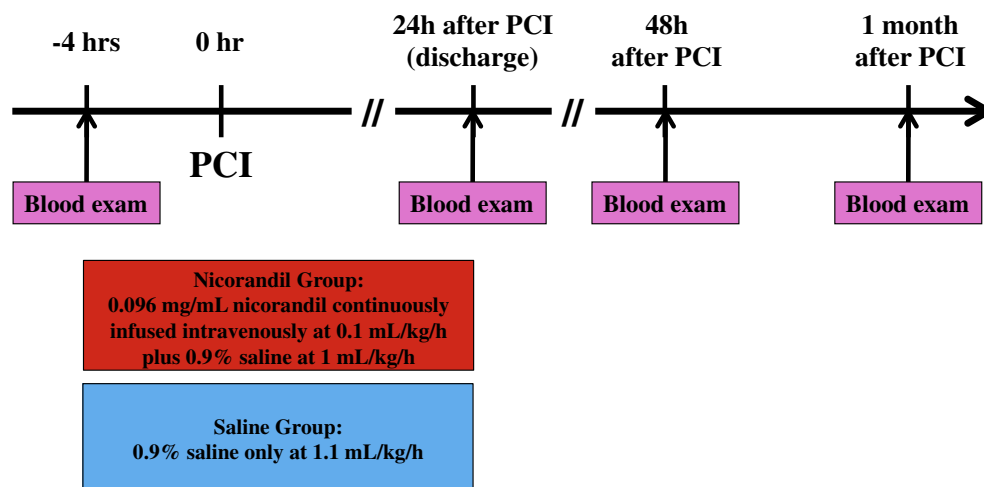 -4 hrs
0 hr
24h after PCI
(discharge)
48h
after PCI
1 month
after PCI
//
//
PCI
Blood exam
Blood exam
Blood exam
Blood exam
Nicorandil Group:
0.096 mg/mL nicorandil continuously
infused intravenously at 0.1 mL/kg/h
plus 0.9% saline at 1 mL/kg/h
Saline Group:
0.9% saline only at 1.1 mL/kg/h